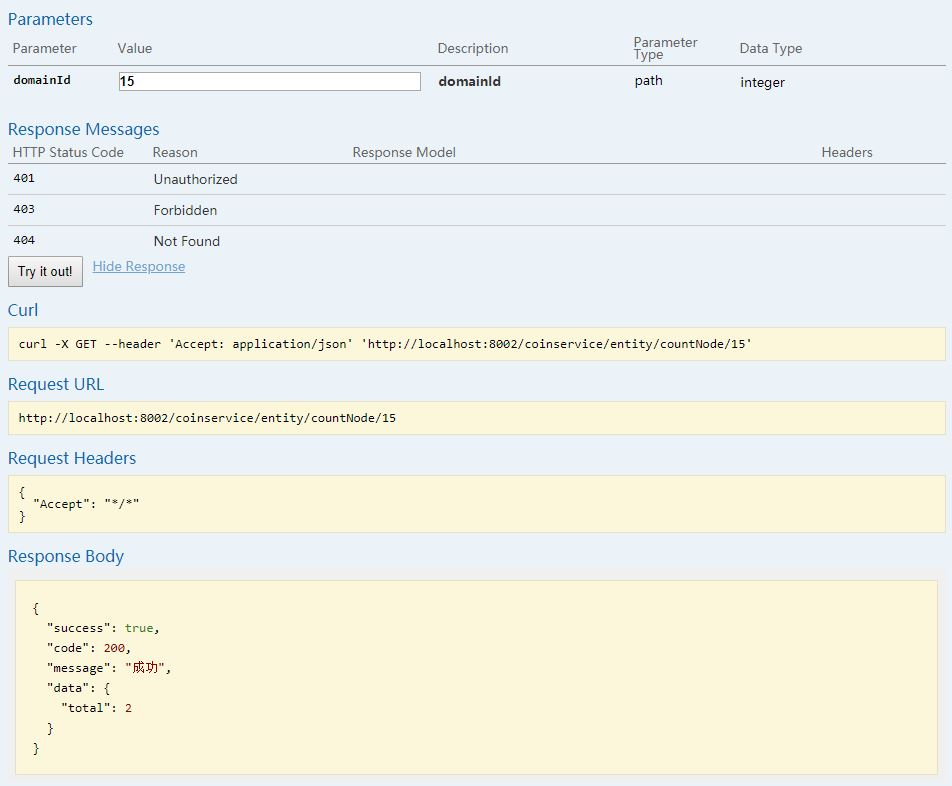 Parameters
Parameter Value Description Parameter Type Data Type
domainId 15 domainId path integer
Response Messages
HTTP Status Code Reason Response Model Headers
401 Unauthorized
403 Forbidden
404 Not Found
Try it out! Hide Response
Curl
curl -X GET --header 'Accept: application/json' 'http://localhost:8002/coinservice/entity/countNode/15'
Request URL
http://localhost:8002/coinservice/entity/countNode/15
Request Headers
{
"Accept": "*/*"
}
Response Body
{
"success": true,
"code": 200,
"message": "成功",
"data": {
"total": 2
}
}